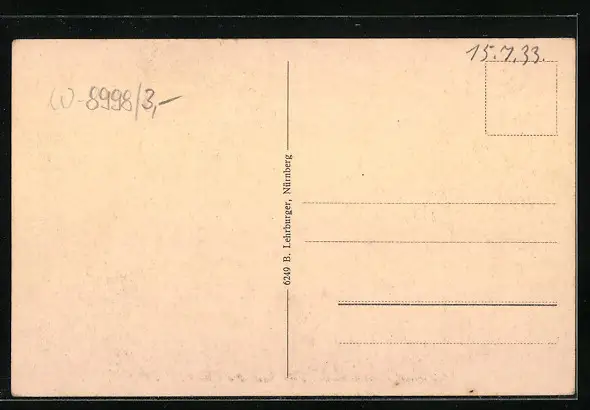 15.7.33.
W-8998/3,-
6249 B. Lehrburger, Nürnberg